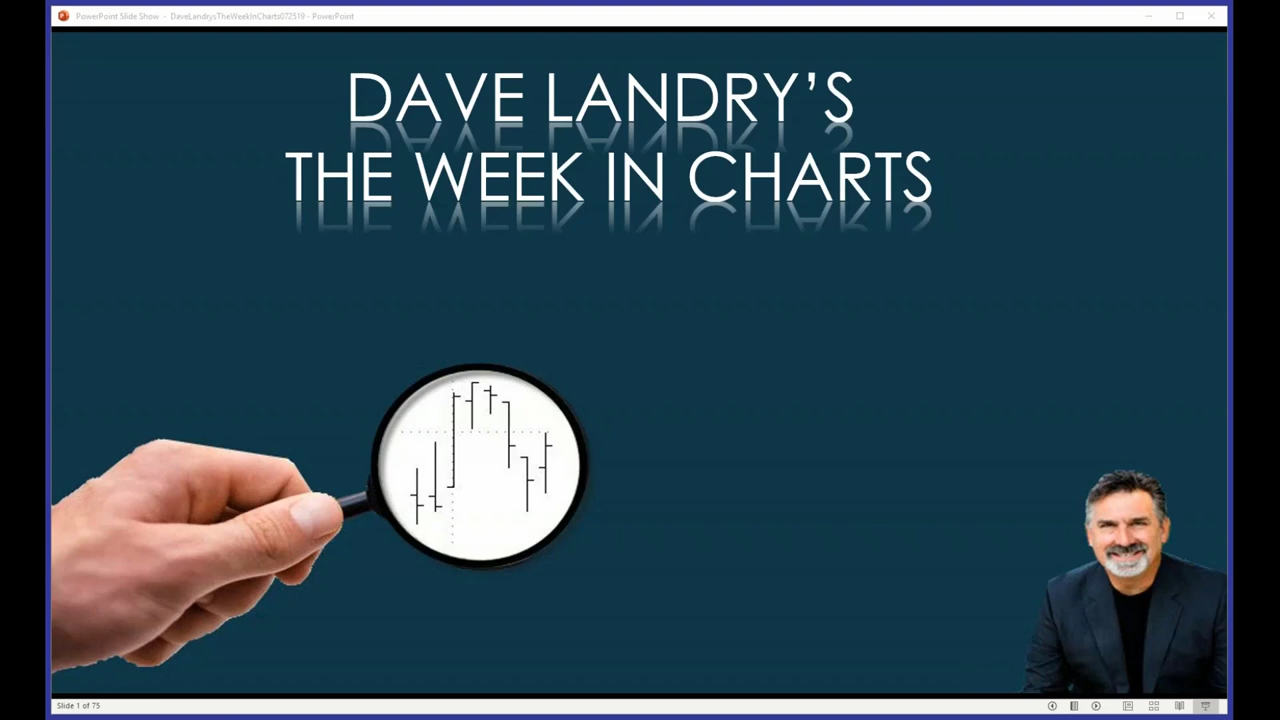 PowerPoint Slide Show - DaveLandrysTheWeekInCharts072519 - PowerPoint
DAVE LANDRY'S
THE WEEK IN CHARTS
Slide 1 of 75